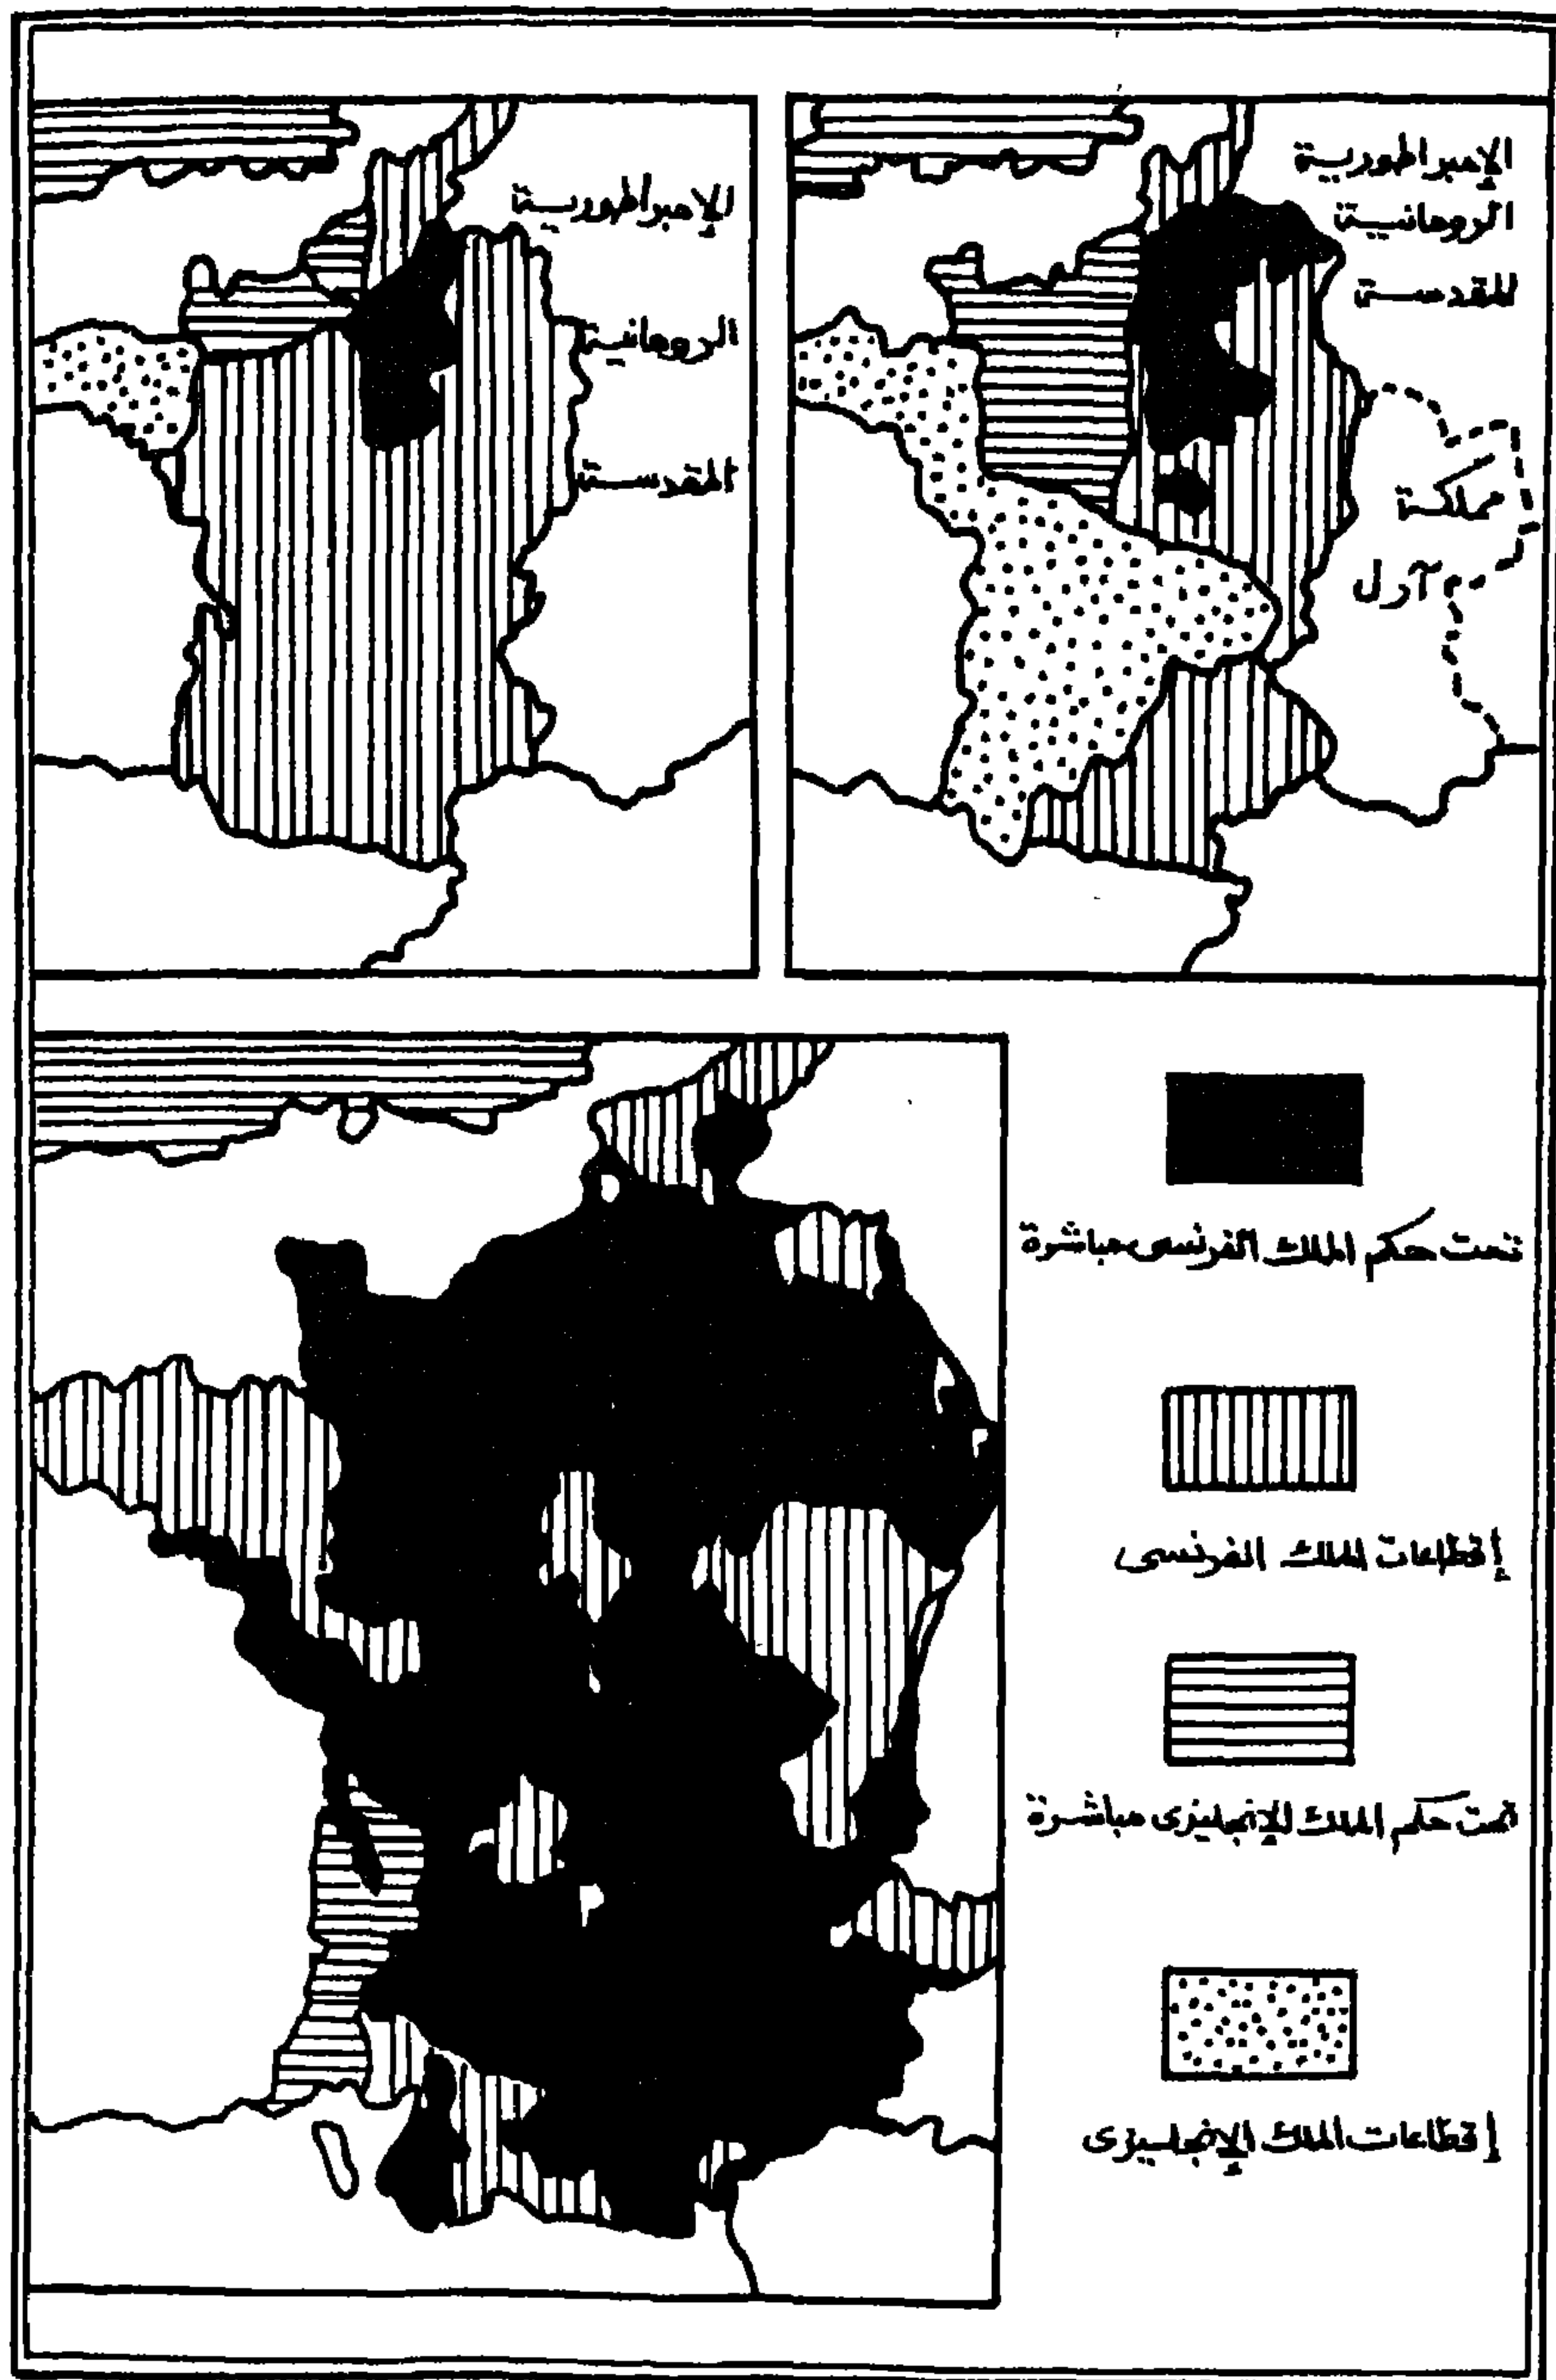 الإمبراطورية
الرومانية
المقدسة
مملكة
آرل
الإمبراطورية
الرومانية
المقدسة
تحت حكم الملك الفرنسى مباشرة
إقطاعات الملك الفرنسى
تحت حكم الملك الإنجليزى مباشرة
إقطاعات الملك الإنجليزى